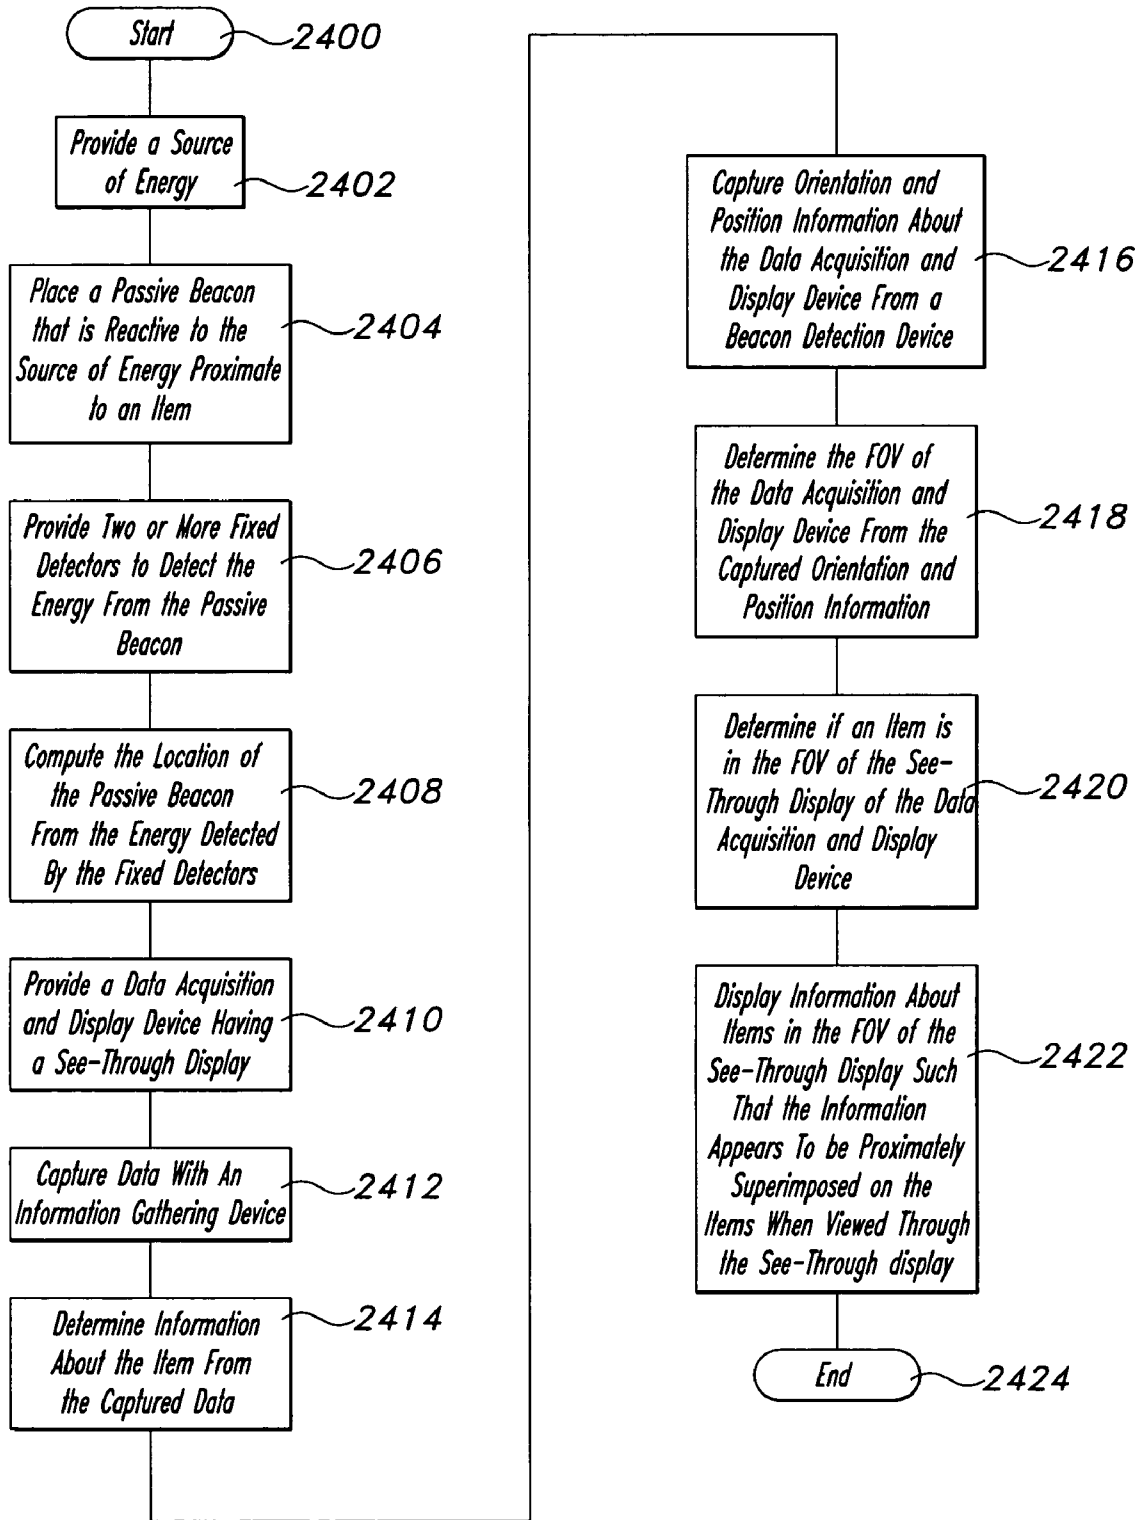 Start
2400
Provide a Source
of Energy
2402
Place a Passive Beacon
that is Reactive to the
Source of Energy Proximate
to an Item
2404
Provide Two or More Fixed
Detectors to Detect the
Energy From the Passive
Beacon
2406
Compute the Location of
the Passive Beacon
From the Energy Detected
By the Fixed Detectors
2408
Provide a Data Acquisition
and Display Device Having
a See-Through Display
2410
Capture Data With An
Information Gathering Device
2412
Determine Information
About the Item From
the Captured Data
2414
Capture Orientation and
Position Information About
the Data Acquisition and
Display Device From a
Beacon Detection Device
2416
Determine the FOV of
the Data Acquisition and
Display Device From the
Captured Orientation and
Position Information
2418
Determine if an Item is
in the FOV of the See-
Through Display of the Data
Acquisition and Display
Device
2420
Display Information About
Items in the FOV of the
See-Through Display Such
That the Information
Appears To be Proximately
Superimposed on the
Items When Viewed Through
the See-Through display
2422
End
2424